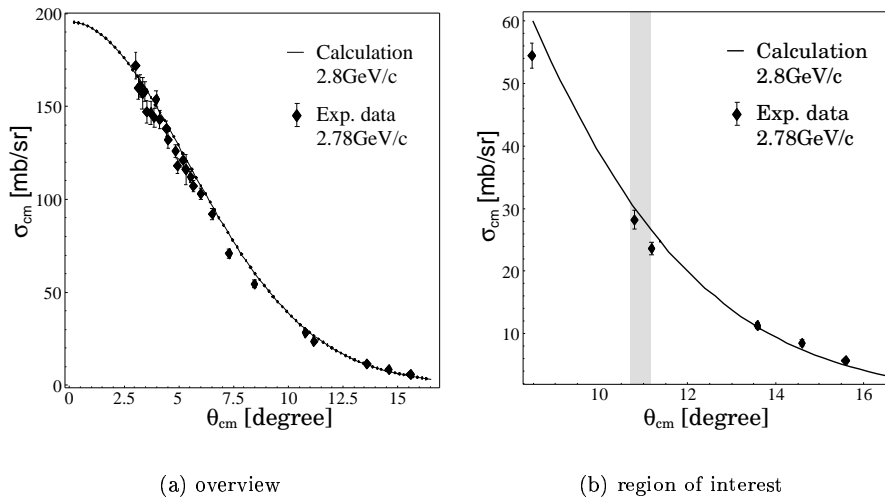 200
150
100
50
0
σcm [mb/sr]
0
2.5
5
7.5
10
12.5
15
θcm [degree]
Calculation
2.8GeV/c
Exp. data
2.78GeV/c
(a) overview
60
50
40
30
20
10
σcm [mb/sr]
10
12
14
16
θcm [degree]
Calculation
2.8GeV/c
Exp. data
2.78GeV/c
(b) region of interest